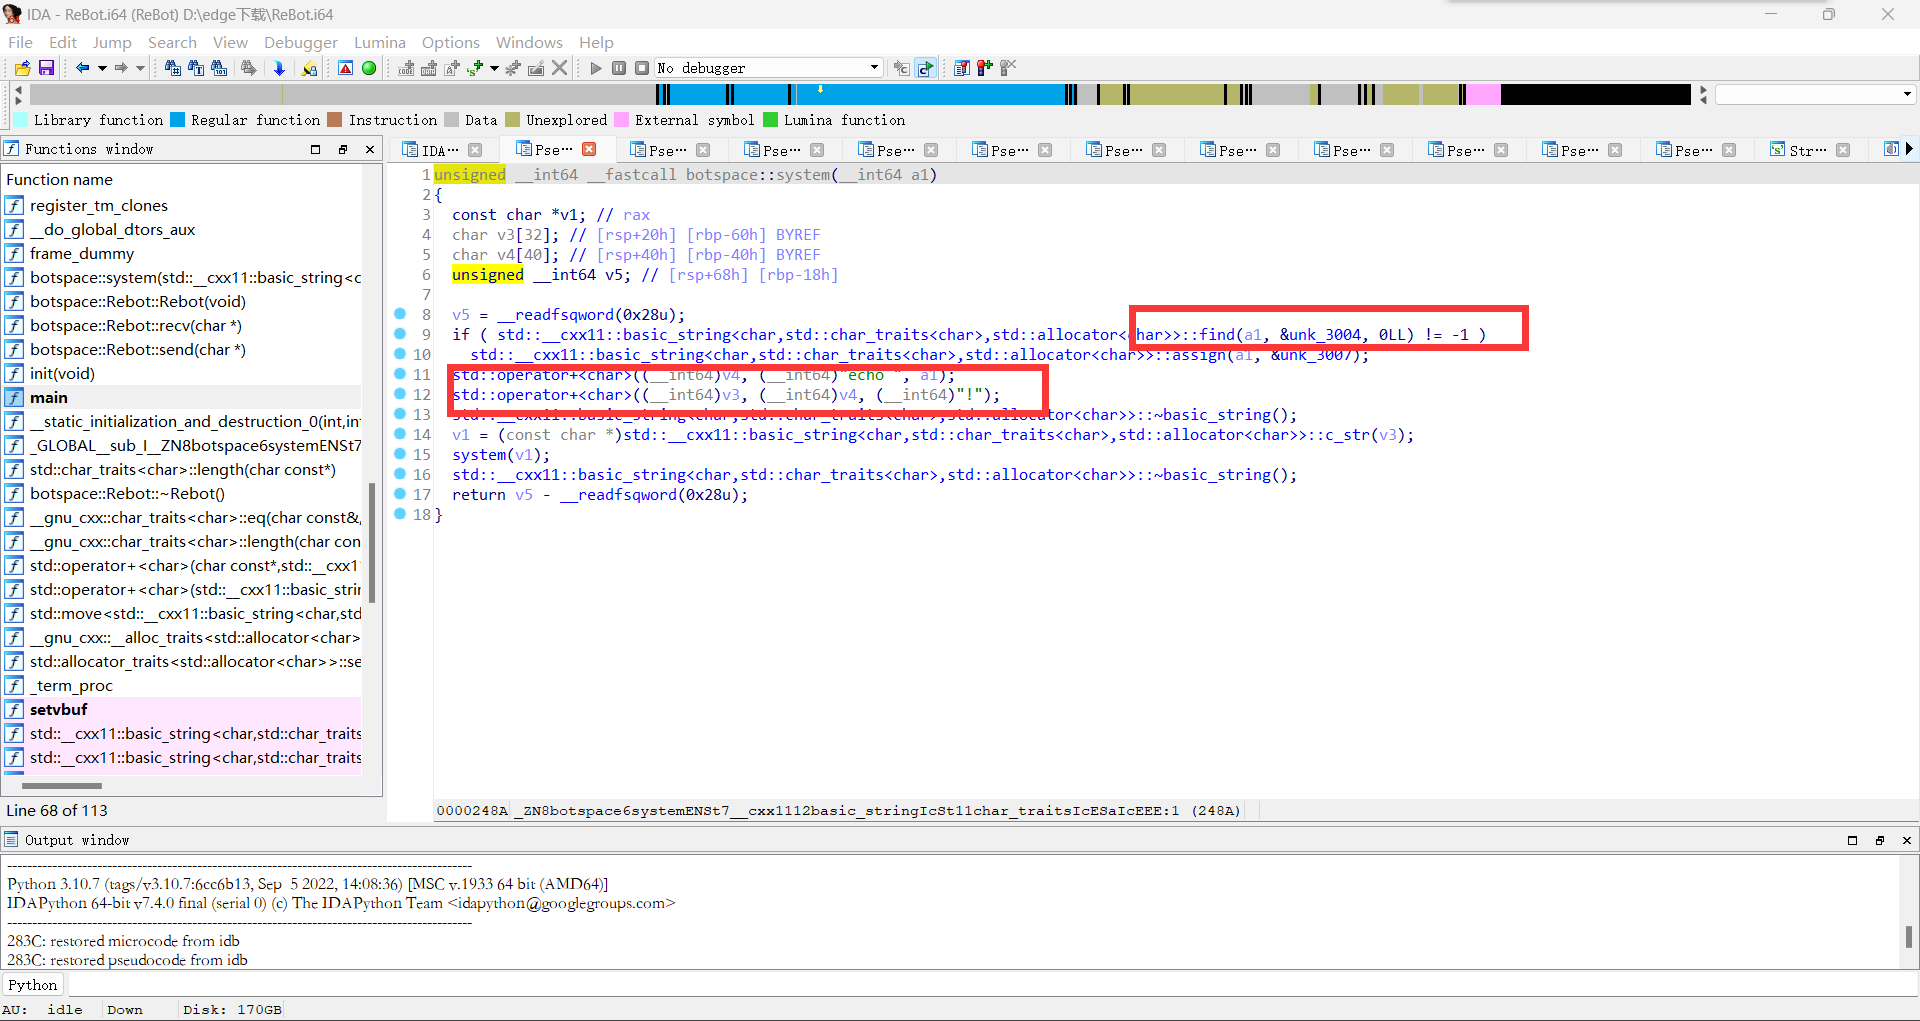 IDA - ReBot.i64 (ReBot) D:\edge下载\ReBot.i64
File Edit Jump Search View Debugger Lumina Options Windows Help
No debugger
Library function Regular function Instruction Data Unexplored External symbol Lumina function
Functions window
IDA··· Pse··· Pse··· Pse··· Pse··· Pse··· Pse··· Pse··· Pse··· Pse··· Pse··· Pse··· Str···
Function name
register_tm_clones
__do_global_dtors_aux
frame_dummy
botspace::system(std::__cxx11::basic_string<c
botspace::Rebot::Rebot(void)
botspace::Rebot::recv(char *)
botspace::Rebot::send(char *)
init(void)
main
__static_initialization_and_destruction_0(int,in
_GLOBAL__sub_I__ZN8botspace6systemENSt7
std::char_traits<char>::length(char const*)
botspace::Rebot::~Rebot()
__gnu_cxx::char_traits<char>::eq(char const&,
__gnu_cxx::char_traits<char>::length(char con
std::operator+<char>(char const*,std::__cxx1
std::operator+<char>(std::__cxx11::basic_strin
std::move<std::__cxx11::basic_string<char,std
__gnu_cxx::__alloc_traits<std::allocator<char>
std::allocator_traits<std::allocator<char>>::se
_term_proc
setvbuf
std::__cxx11::basic_string<char,std::char_traits
std::__cxx11::basic_string<char,std::char_traits
Line 68 of 113
1 unsigned __int64 __fastcall botspace::system(__int64 a1)
2 {
3 const char *v1; // rax
4 char v3[32]; // [rsp+20h] [rbp-60h] BYREF
5 char v4[40]; // [rsp+40h] [rbp-40h] BYREF
6 unsigned __int64 v5; // [rsp+68h] [rbp-18h]
7
8 v5 = __readfsqword(0x28u);
9 if ( std::__cxx11::basic_string<char,std::char_traits<char>,std::allocator<char>>::find(a1, &unk_3004, 0LL) != -1 )
10 std::__cxx11::basic_string<char,std::char_traits<char>,std::allocator<char>>::assign(a1, &unk_3007);
11 std::operator+<char>((__int64)v4, (__int64)"echo ", a1);
12 std::operator+<char>((__int64)v3, (__int64)v4, (__int64)"!");
13 std::__cxx11::basic_string<char,std::char_traits<char>,std::allocator<char>>::~basic_string();
14 v1 = (const char *)std::__cxx11::basic_string<char,std::char_traits<char>,std::allocator<char>>::c_str(v3);
15 system(v1);
16 std::__cxx11::basic_string<char,std::char_traits<char>,std::allocator<char>>::~basic_string();
17 return v5 - __readfsqword(0x28u);
18 }
0000248A _ZN8botspace6systemENSt7__cxx1112basic_stringIcSt11char_traitsIcESaIcEEE:1 (248A)
Output window
Python 3.10.7 (tags/v3.10.7:6cc6b13, Sep 5 2022, 14:08:36) [MSC v.1933 64 bit (AMD64)]
IDAPython 64-bit v7.4.0 final (serial 0) (c) The IDAPython Team <idapython@googlegroups.com>
283C: restored microcode from idb
283C: restored pseudocode from idb
Python
AU: idle Down Disk: 170GB